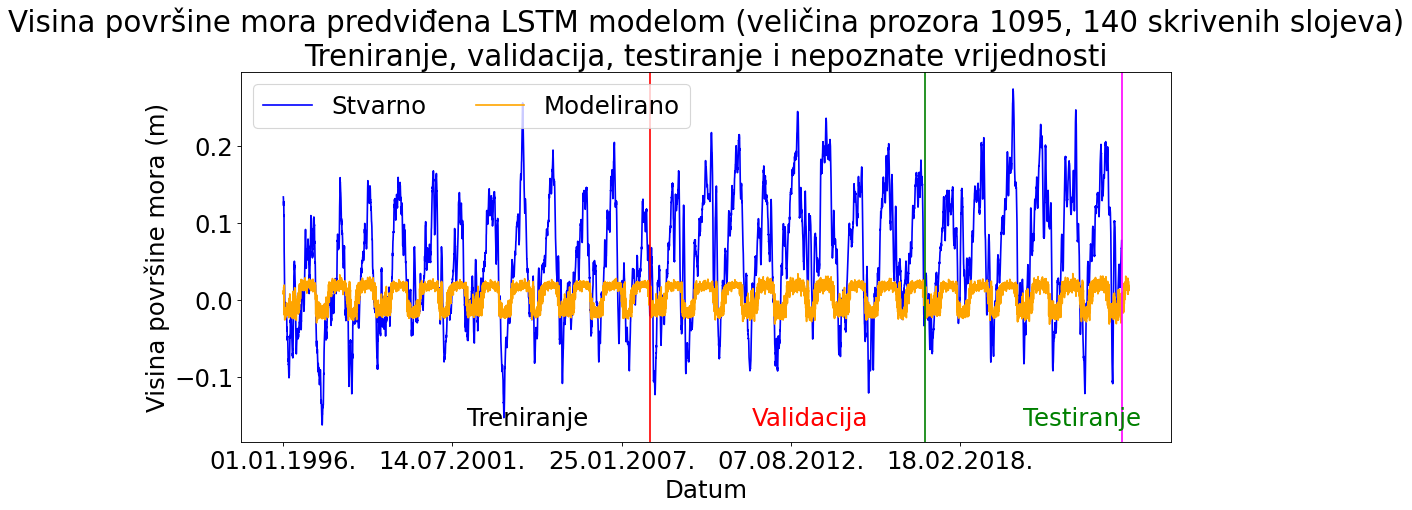 Visina površine mora predviđena LSTM modelom (veličina prozora 1095, 140 skrivenih slojeva)
Treniranje, validacija, testiranje i nepoznate vrijednosti
Stvarno Modelirano
Visina površine mora (m)
0.2
0.1
0.0
−0.1
Treniranje Validacija Testiranje
01.01.1996. 14.07.2001. 25.01.2007. 07.08.2012. 18.02.2018.
Datum